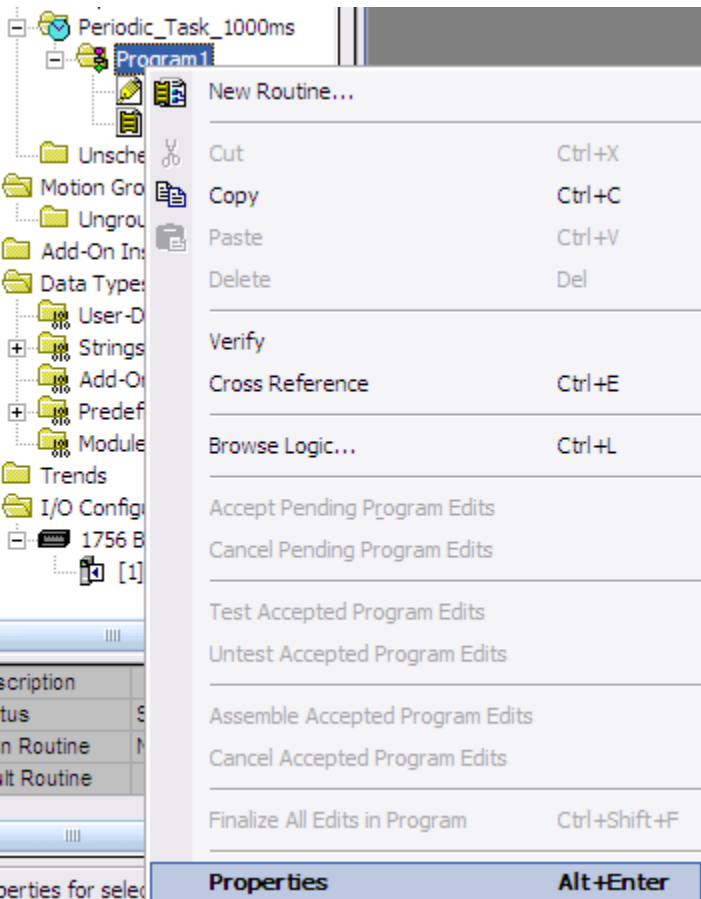 Periodic_Task_1000ms
Program1
New Routine...
Unsche
Cut Ctrl+X
Motion Gro
Copy Ctrl+C
Ungrou
Paste Ctrl+V
Add-On Ins
Delete Del
Data Types
User-D
Verify
Strings
Add-On
Cross Reference Ctrl+E
Predef
Module
Browse Logic... Ctrl+L
Trends
I/O Config
Accept Pending Program Edits
1756 B
Cancel Pending Program Edits
[1]
Test Accepted Program Edits
Untest Accepted Program Edits
scription
tus S
Assemble Accepted Program Edits
n Routine N
Cancel Accepted Program Edits
ult Routine
Finalize All Edits in Program Ctrl+Shift+F
Properties Alt+Enter
perties for selec